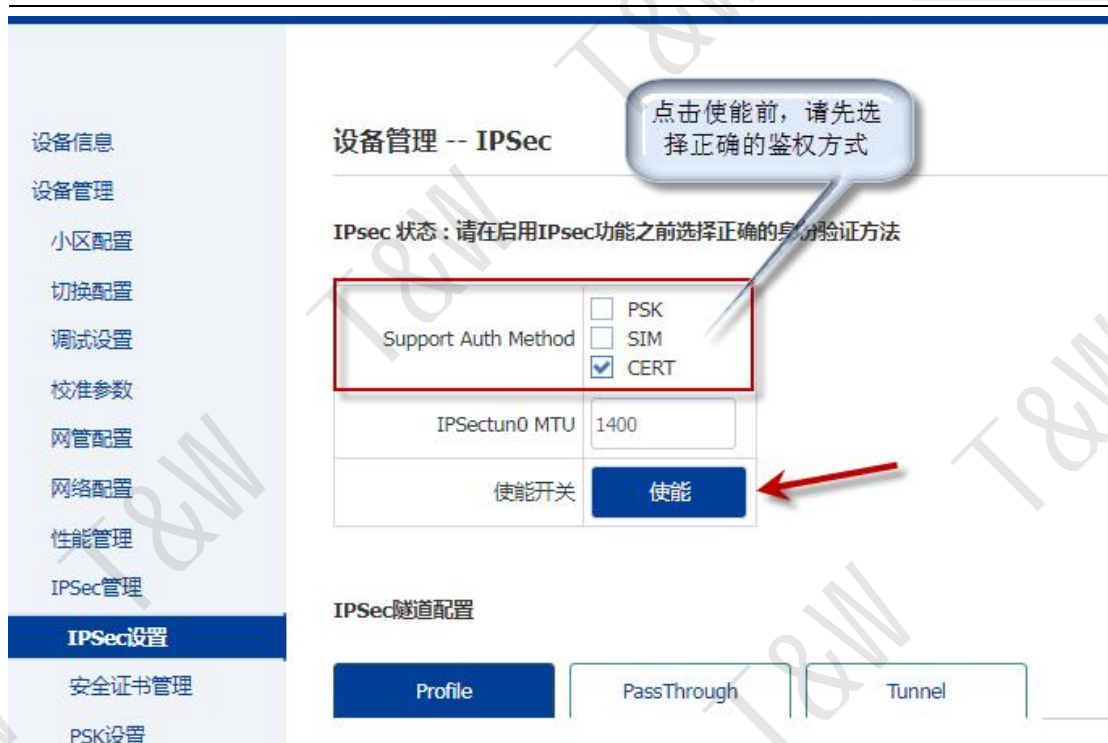 点击使能前，请先选
择正确的鉴权方式
设备信息
设备管理
小区配置
切换配置
调试设置
校准参数
网管配置
网络配置
性能管理
IPSec管理
IPSec设置
安全证书管理
PSK设置
设备管理 -- IPSec
IPsec 状态：请在启用IPsec功能之前选择正确的身份验证方法
Support Auth Method
PSK
SIM
CERT
IPSectun0 MTU
1400
使能开关
使能
IPSec隧道配置
Profile
PassThrough
Tunnel
T&W
T&W
T&W
T&W
T&W
T&W
T&W